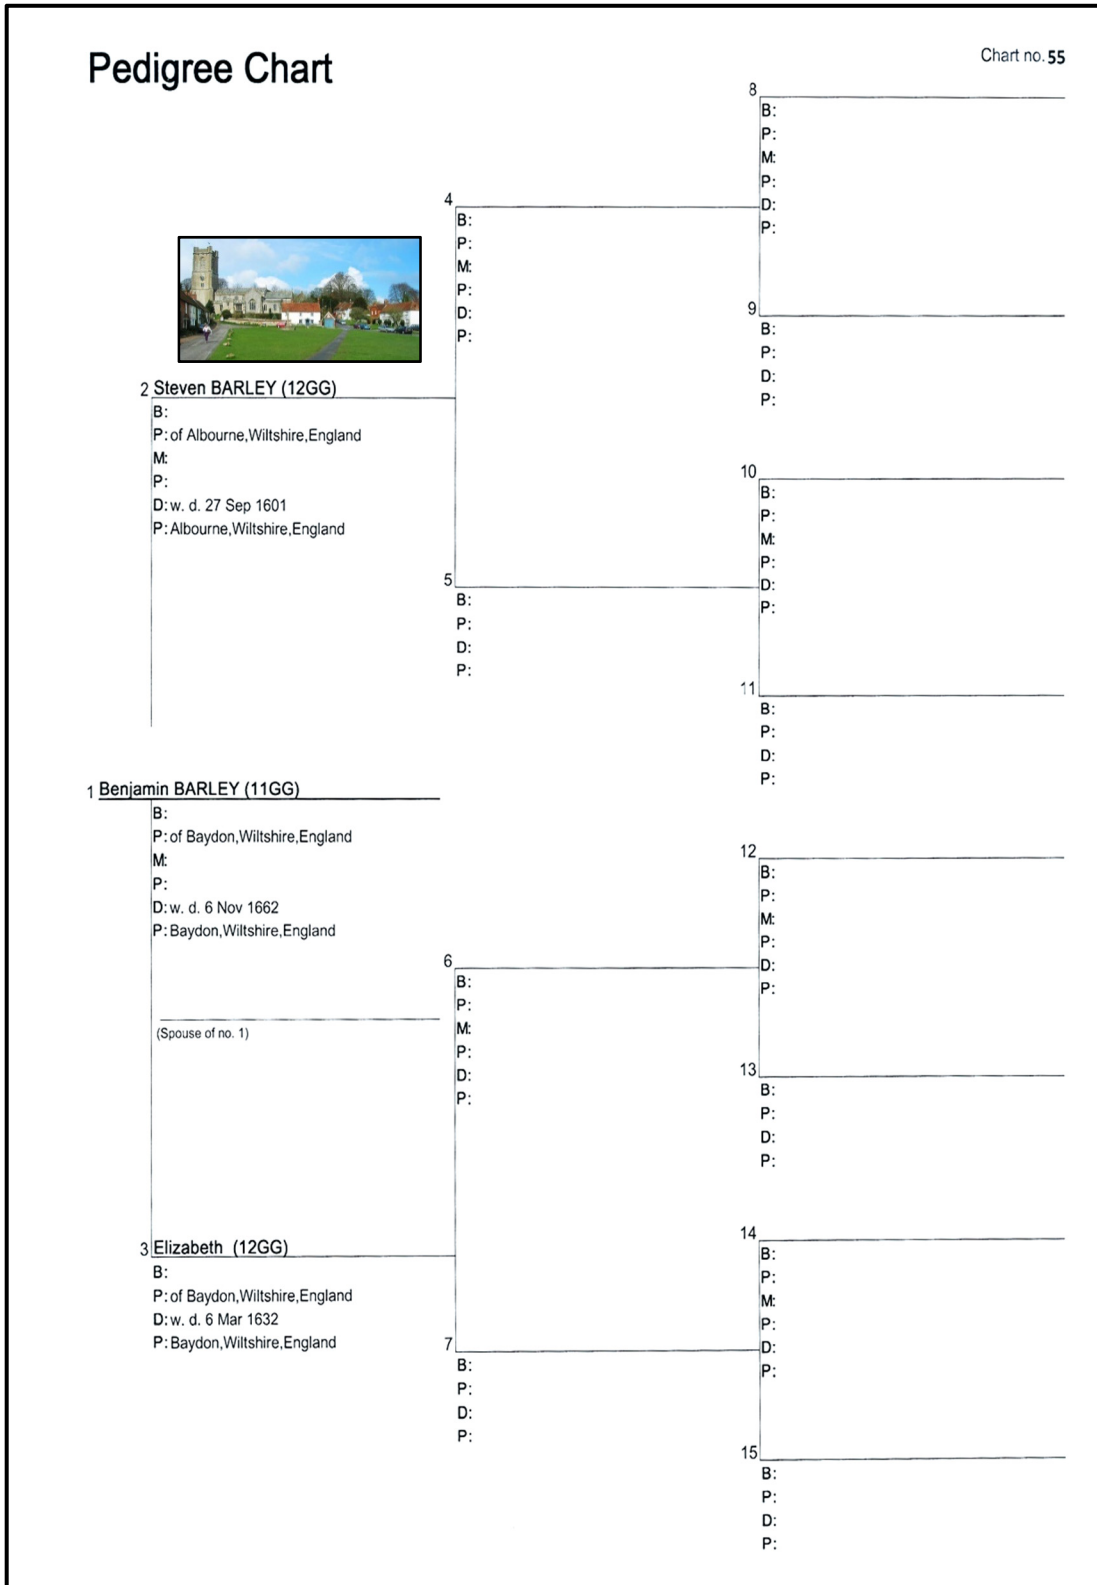 Pedigree Chart
Chart no. 55
8
B:
P:
M:
P:
D:
P:
4
B:
P:
M:
P:
D:
P:
9
B:
P:
D:
P:
2 Steven BARLEY (12GG)
B:
P: of Albourne,Wiltshire,England
M:
P:
D: w. d. 27 Sep 1601
P: Albourne,Wiltshire,England
10
B:
P:
M:
P:
D:
P:
5
B:
P:
D:
P:
11
B:
P:
D:
P:
1 Benjamin BARLEY (11GG)
B:
P: of Baydon,Wiltshire,England
M:
P:
D: w. d. 6 Nov 1662
P: Baydon,Wiltshire,England
(Spouse of no. 1)
12
B:
P:
M:
P:
D:
P:
6
B:
P:
M:
P:
D:
P:
13
B:
P:
D:
P:
3 Elizabeth (12GG)
B:
P: of Baydon,Wiltshire,England
D: w. d. 6 Mar 1632
P: Baydon,Wiltshire,England
14
B:
P:
M:
P:
D:
P:
7
B:
P:
D:
P:
15
B:
P:
D:
P: